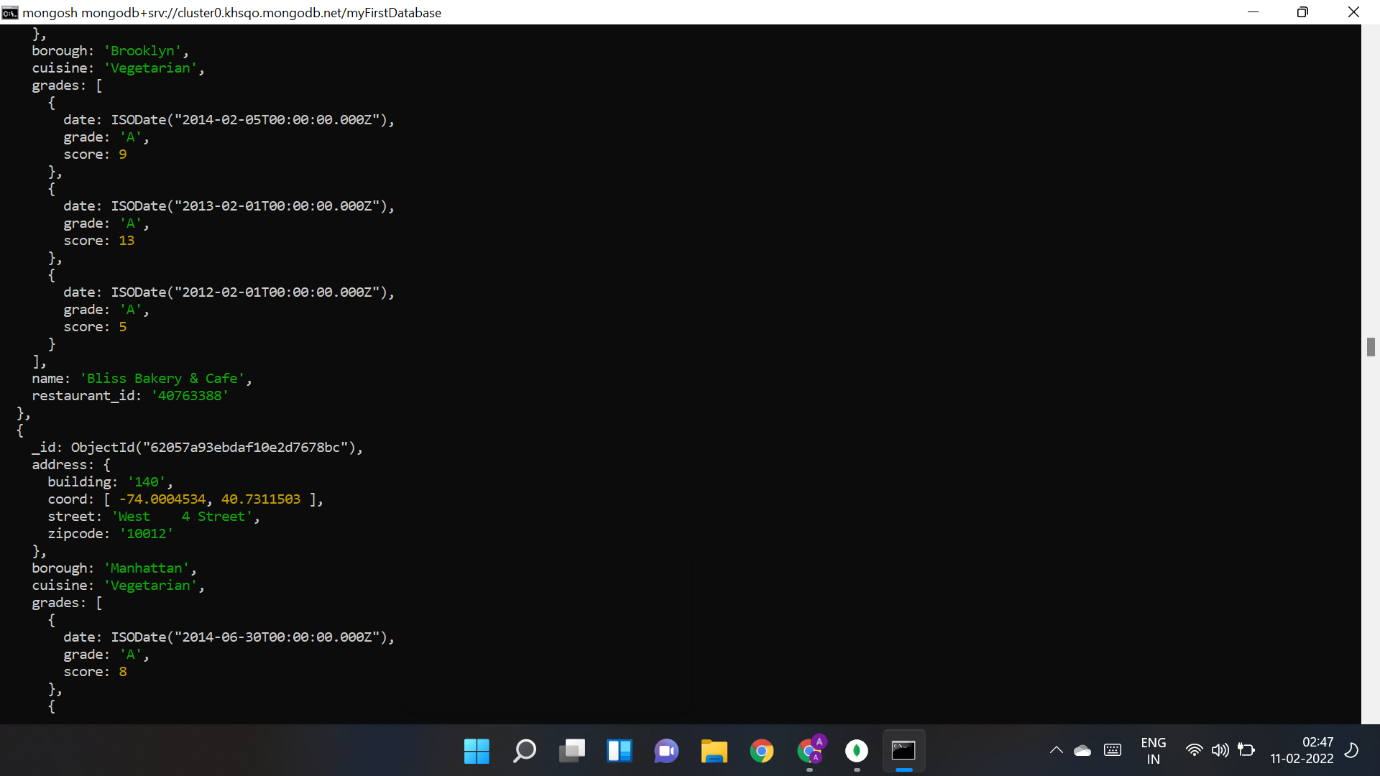 mongosh mongodb+srv://cluster0.khsqo.mongodb.net/myFirstDatabase
},
borough: 'Brooklyn',
cuisine: 'Vegetarian',
grades: [
{
date: ISODate("2014-02-05T00:00:00.000Z"),
grade: 'A',
score: 9
},
{
date: ISODate("2013-02-01T00:00:00.000Z"),
grade: 'A',
score: 13
},
{
date: ISODate("2012-02-01T00:00:00.000Z"),
grade: 'A',
score: 5
}
],
name: 'Bliss Bakery & Cafe',
restaurant_id: '40763388'
},
{
_id: ObjectId("62057a93ebdaf10e2d7678bc"),
address: {
building: '140',
coord: [ -74.0004534, 40.7311503 ],
street: 'West    4 Street',
zipcode: '10012'
},
borough: 'Manhattan',
cuisine: 'Vegetarian',
grades: [
{
date: ISODate("2014-06-30T00:00:00.000Z"),
grade: 'A',
score: 8
},
{
A
A
ENG
IN
02:47
11-02-2022